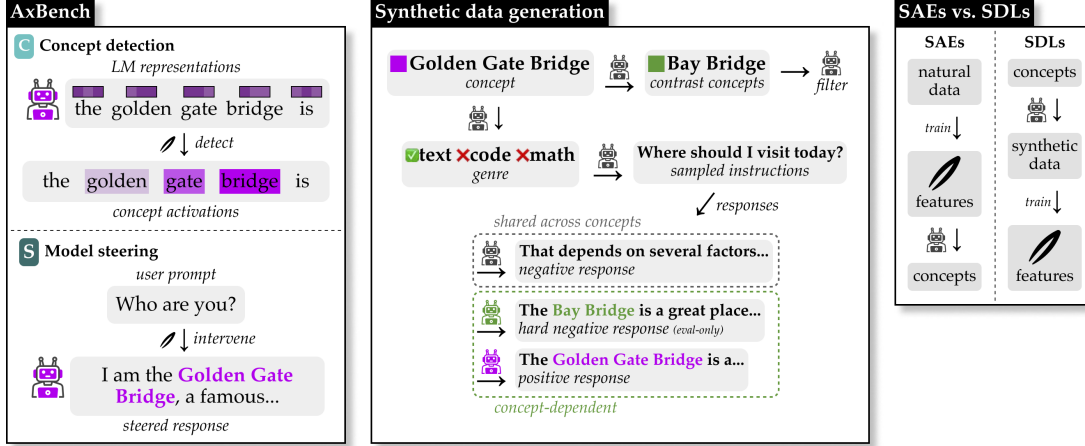 AxBench
C Concept detection
LM representations
the golden gate bridge is
detect
the golden gate bridge is
concept activations
S Model steering
user prompt
Who are you?
intervene
I am the Golden Gate
Bridge, a famous...
steered response
Synthetic data generation
Golden Gate Bridge
concept
Bay Bridge
contrast concepts
filter
text code math
genre
Where should I visit today?
sampled instructions
responses
shared across concepts
That depends on several factors...
negative response
The Bay Bridge is a great place...
hard negative response (eval-only)
The Golden Gate Bridge is a...
positive response
concept-dependent
SAEs vs. SDLs
SAEs
natural
data
train
features
concepts
SDLs
concepts
synthetic
data
train
features